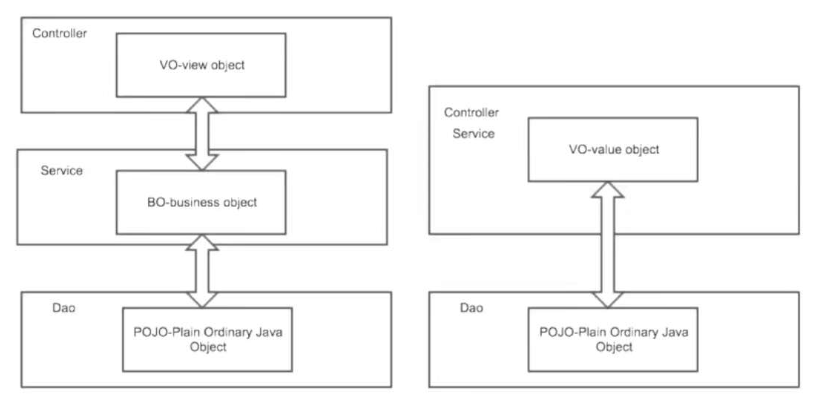 Controller
VO-view object
Service
BO-business object
Dao
POJO-Plain Ordinary Java
Object
Controller
Service
VO-value object
Dao
POJO-Plain Ordinary Java
Object